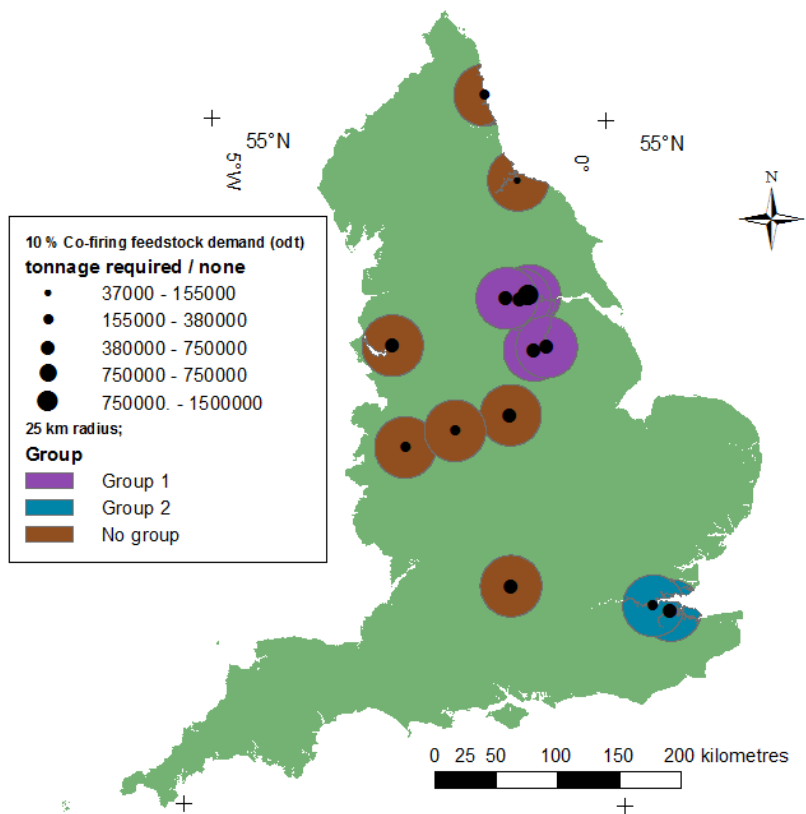 55°N
5°W
0°
55°N
N
10 % Co-firing feedstock demand (odt)
tonnage required / none
37000 - 155000
155000 - 380000
380000 - 750000
750000 - 750000
750000. - 1500000
25 km radius;
Group
Group 1
Group 2
No group
0 25 50 100 150 200 kilometres